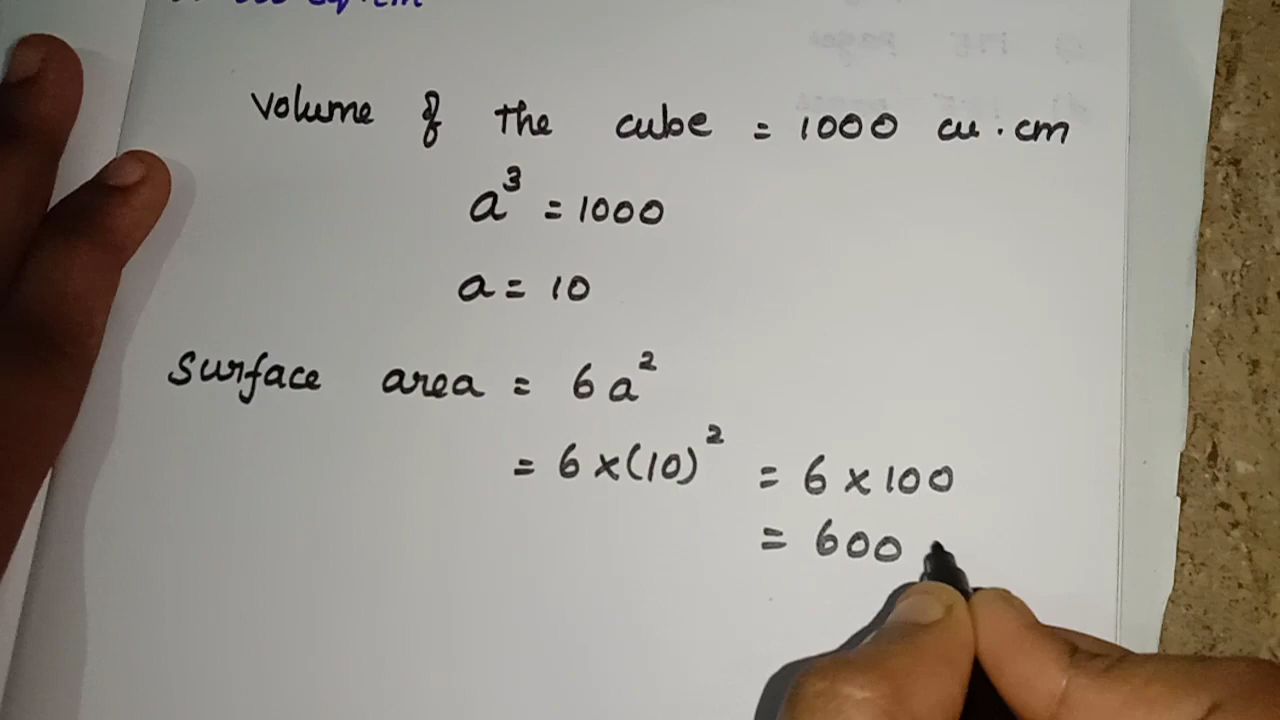 Volume of the cube = 1000 cu.cm
a³ = 1000
a = 10
Surface area = 6a²
= 6×(10)² = 6×100
= 600